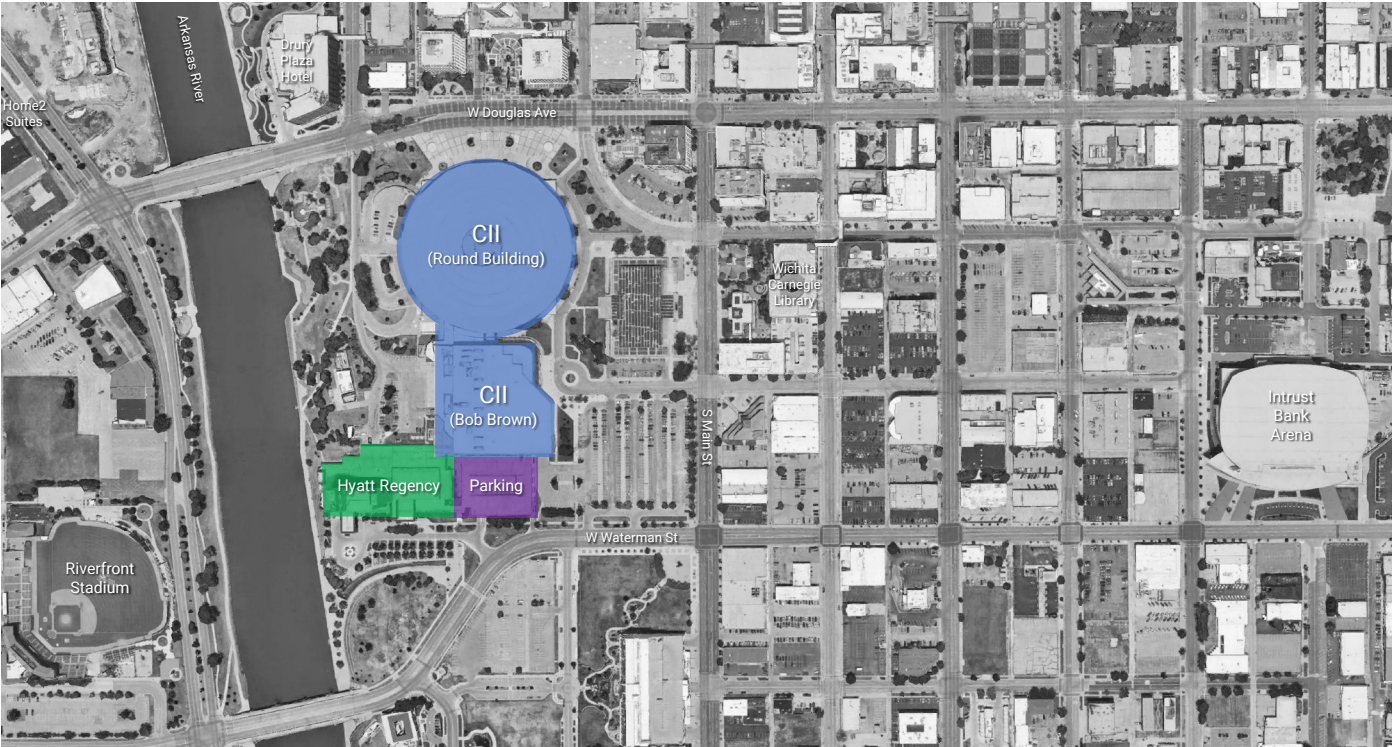 Arkansas River
Drury
Plaza
Hotel
Home2
Suites
W Douglas Ave
CII
(Round Building)
Wichita
Carnegie
Library
CII
(Bob Brown)
S Main St
Intrust
Bank
Arena
Hyatt Regency
Parking
W Waterman St
Riverfront
Stadium